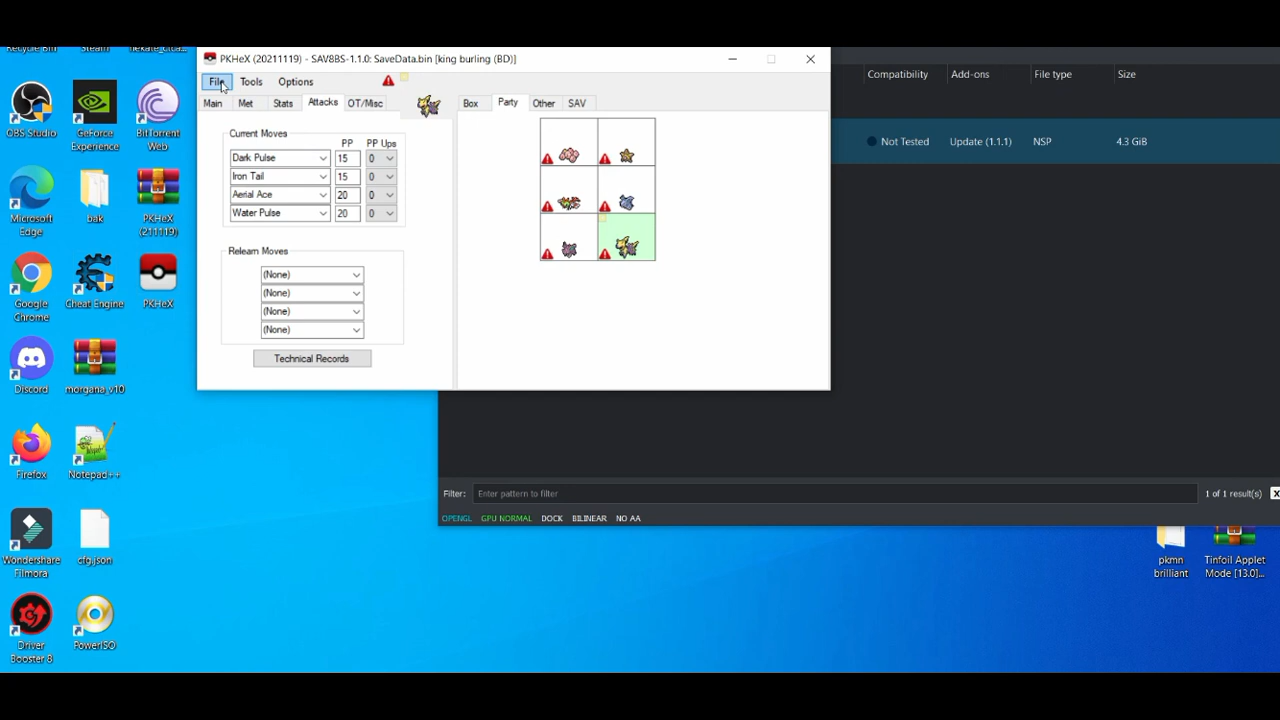 Recycle Bin
Steam
PKHeX (20211119) - SAV8BS-1.1.0: SaveData.bin [king burling (BD)]
File Tools Options
Main Met Stats Attacks OT/Misc
Box Party Other SAV
Compatibility Add-ons File type Size
Not Tested Update (1.1.1) NSP 4.3 GiB
Current Moves
PP PP Ups
Dark Pulse 15 0
Iron Tail 15 0
Aerial Ace 20 0
Water Pulse 20 0
Relearn Moves
(None)
(None)
(None)
(None)
Technical Records
OBS Studio
GeForce
Experience
BitTorrent
Web
Microsoft
Edge
bak
PKHeX
(211119)
Google
Chrome
Cheat Engine
PKHeX
Discord
morgana_v10
Firefox
Notepad++
Wondershare
Filmora
cfg.json
Driver
Booster 8
PowerISO
Filter: Enter pattern to filter 1 of 1 result(s) X
OPENGL GPU NORMAL DOCK BILINEAR NO AA
pkmn
brilliant
Tinfoil Applet
Mode [13.0]...